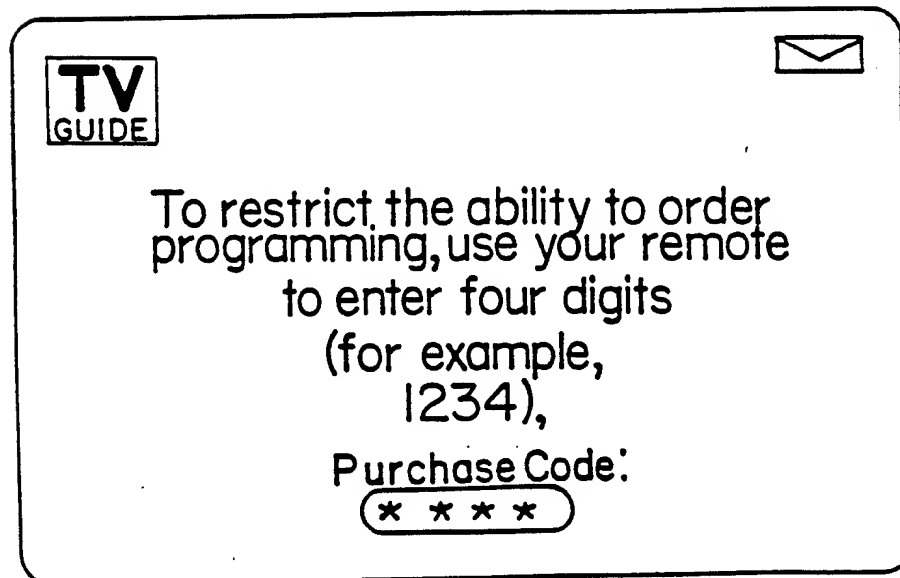 TV
GUIDE
To restrict the ability to order
programming, use your remote
to enter four digits
(for example,
1234),
Purchase Code:
* * * *